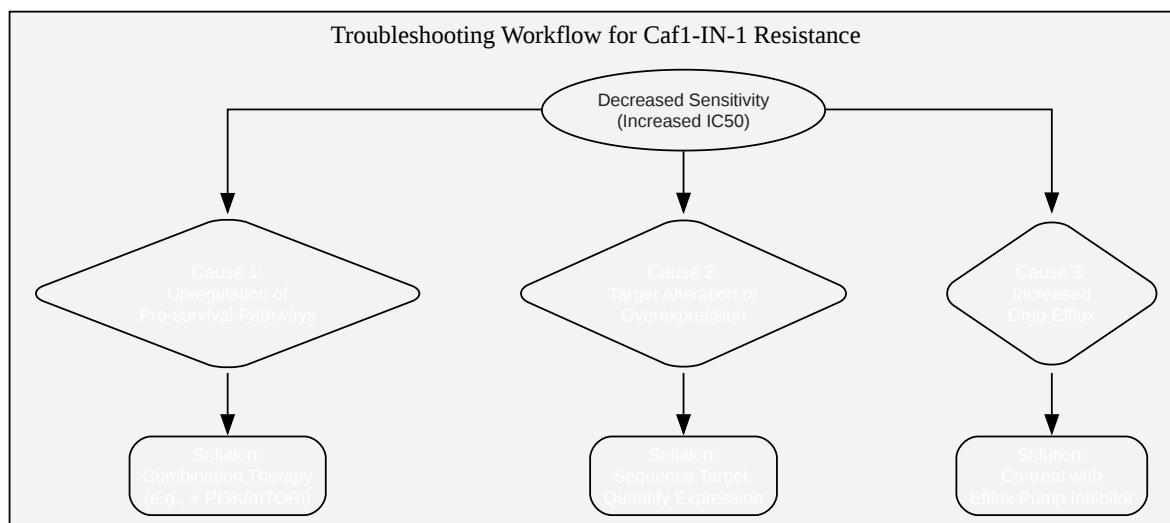 Troubleshooting Workflow for Caf1-IN-1 Resistance
Decreased Sensitivity
(Increased IC50)
Cause 1:
Upregulation of
Pro-survival Pathways
Cause 2:
Target Alteration or
Overexpression
Cause 3:
Increased
Drug Efflux
Solution:
Combination Therapy
(e.g., + PI3K/mTORi)
Solution:
Sequence Target,
Quantify Expression
Solution:
Co-treat with
Efflux Pump Inhibitor